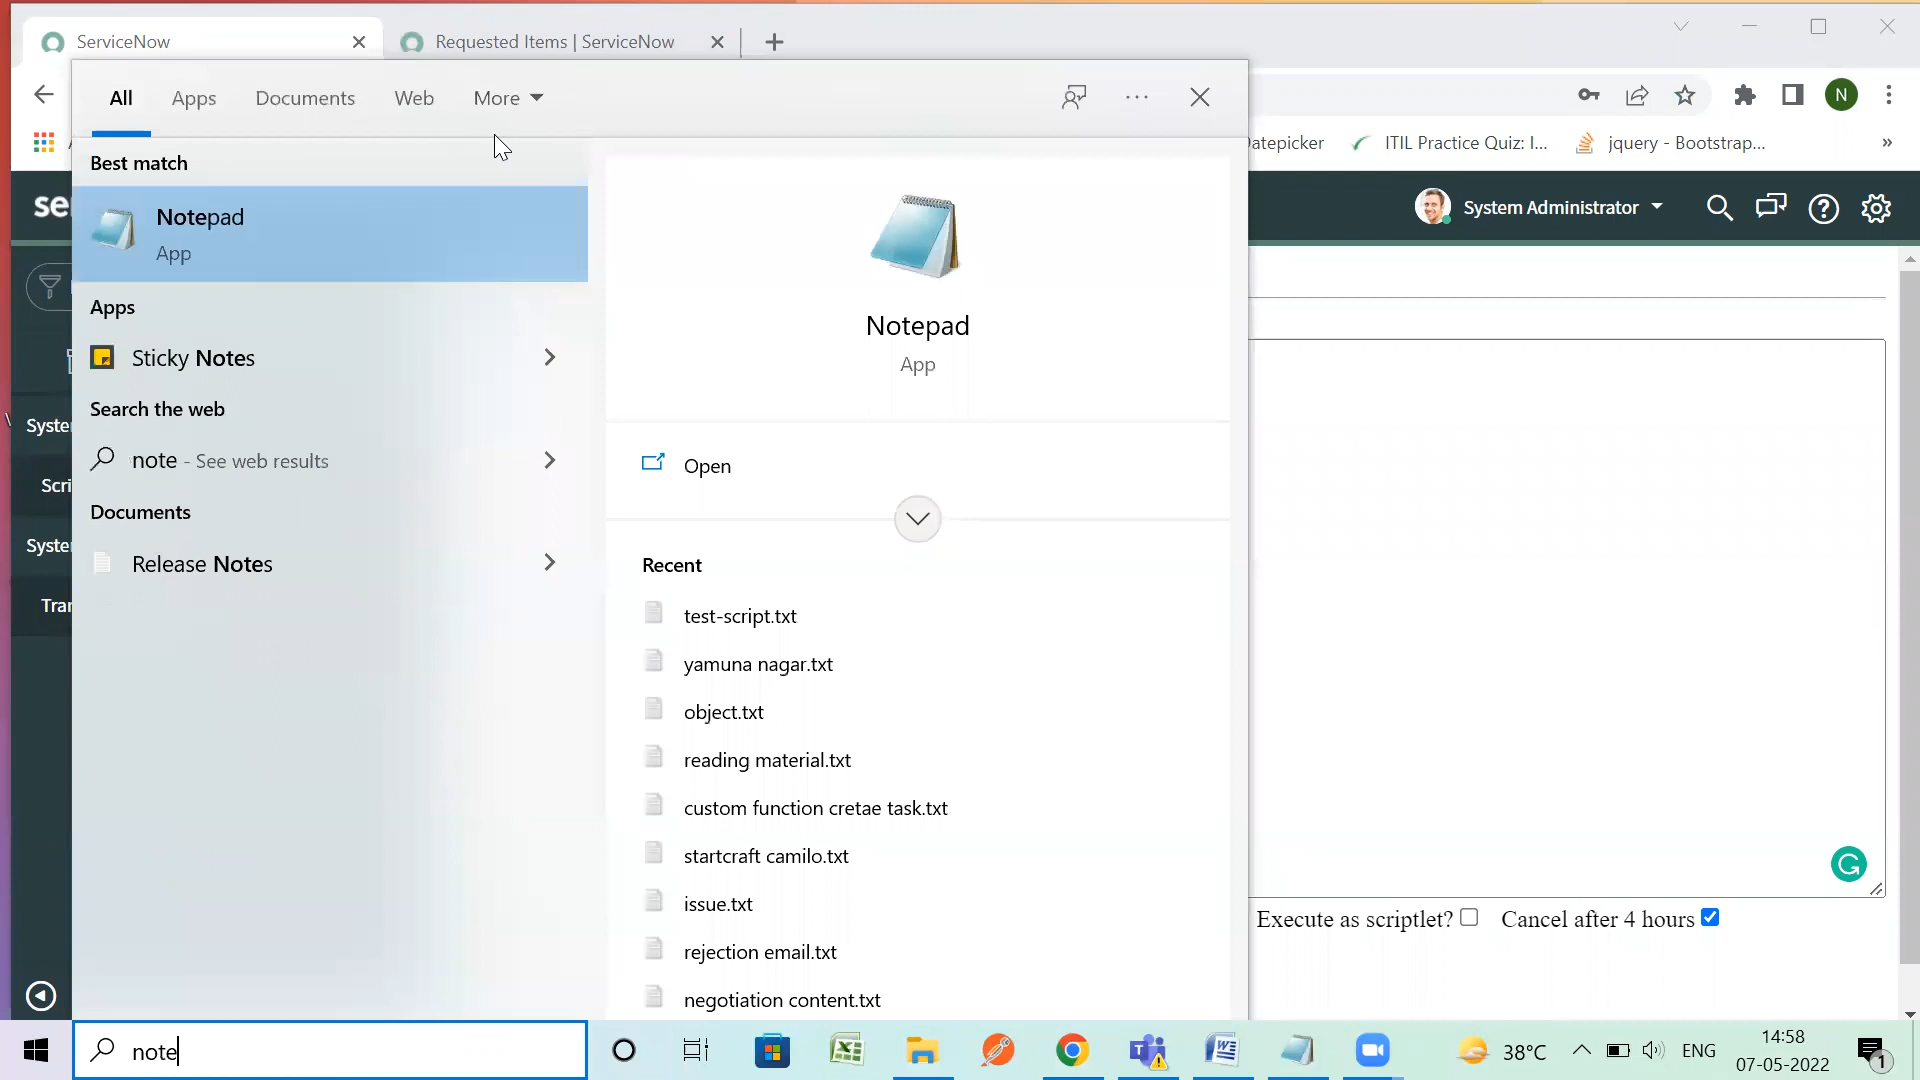 ServiceNow
Requested Items | ServiceNow
All
Apps
Documents
Web
More
N
Datepicker
ITIL Practice Quiz: I...
jquery - Bootstrap...
»
Best match
Notepad
App
Apps
Sticky Notes
Search the web
note - See web results
Documents
Release Notes
Notepad
App
Open
Recent
test-script.txt
yamuna nagar.txt
object.txt
reading material.txt
custom function cretae task.txt
startcraft camilo.txt
issue.txt
rejection email.txt
negotiation content.txt
se
System Administrator
Syste
Scri
Syste
Tran
Execute as scriptlet?
Cancel after 4 hours
note
38°C
ENG
14:58
07-05-2022
1